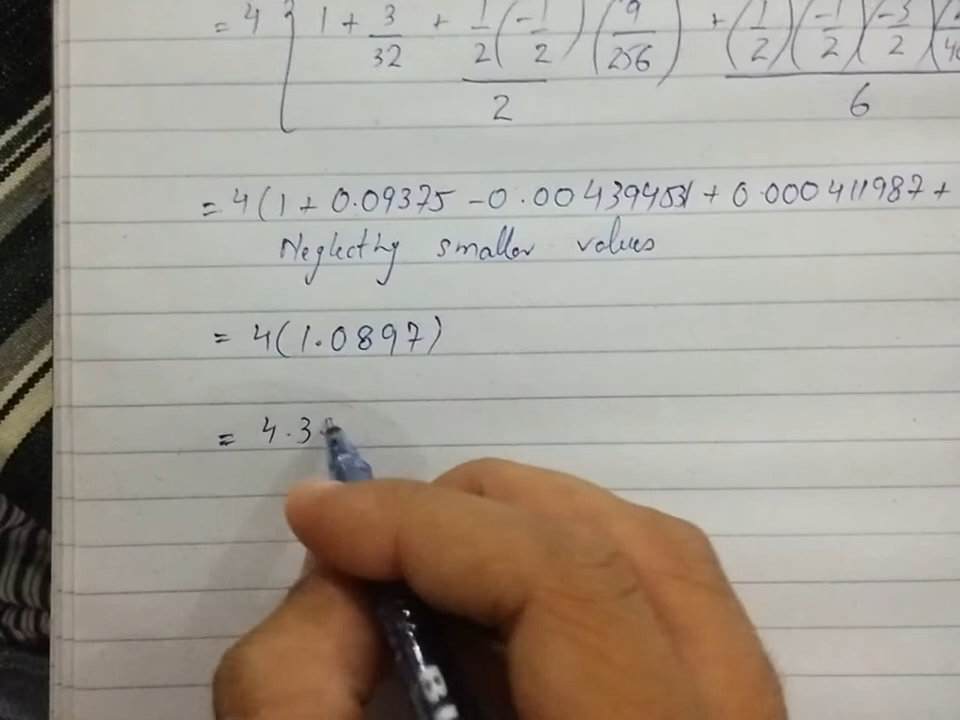 = 4 { 1 + 3/32 + 1/2 (-1/2) (9/256) / 2 + (1/2)(-1/2)(-3/2)( / 6
= 4 (1 + 0.09375 - 0.004394531 + 0.000411987 +
Neglecting smaller values
= 4 (1.0897)
= 4.3